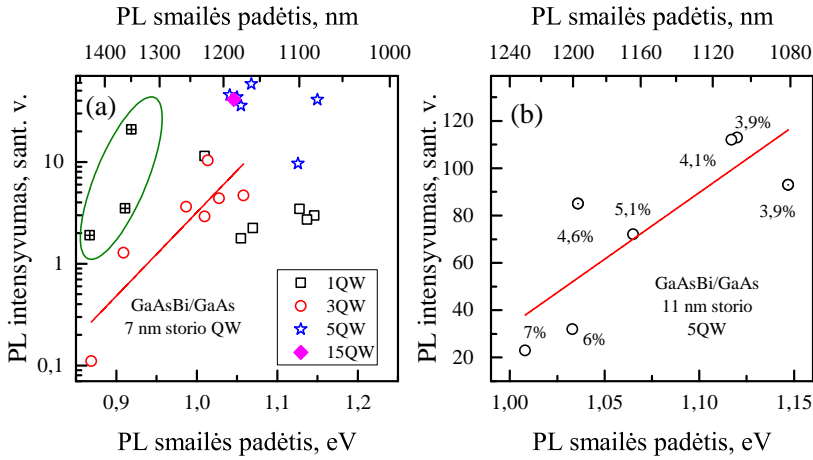 PL smailės padėtis, nm
1400 1300 1200 1100 1000
(a)
PL intensyvumas, sant. v.
10
1
0,1
GaAsBi/GaAs
7 nm storio QW
1QW
3QW
5QW
15QW
0,9 1,0 1,1 1,2
PL smailės padėtis, eV
PL smailės padėtis, nm
1230 1200 1160 1110 1080
(b)
PL intensyvumas, sant. v.
120
100
80
60
40
20
3,9%
4,1%
3,9%
5,1%
4,6%
7%
6%
GaAsBi/GaAs
11 nm storio
5QW
1,00 1,05 1,10 1,15
PL smailės padėtis, eV